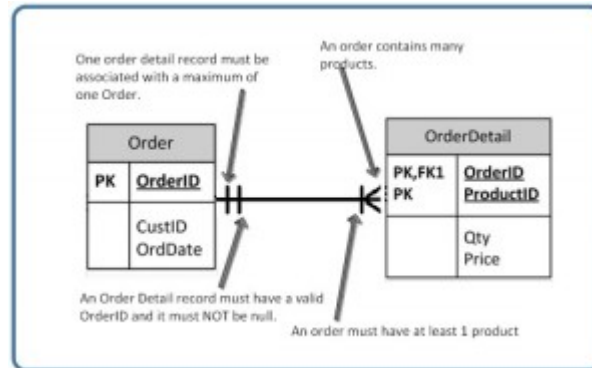 One order detail record must be
associated with a maximum of
one Order.
An order contains many
products.
Order
PK OrderID
CustID
OrdDate
OrderDetail
PK,FK1 OrderID
PK ProductID
Qty
Price
An Order Detail record must have a valid
OrderID and it must NOT be null.
An order must have at least 1 product